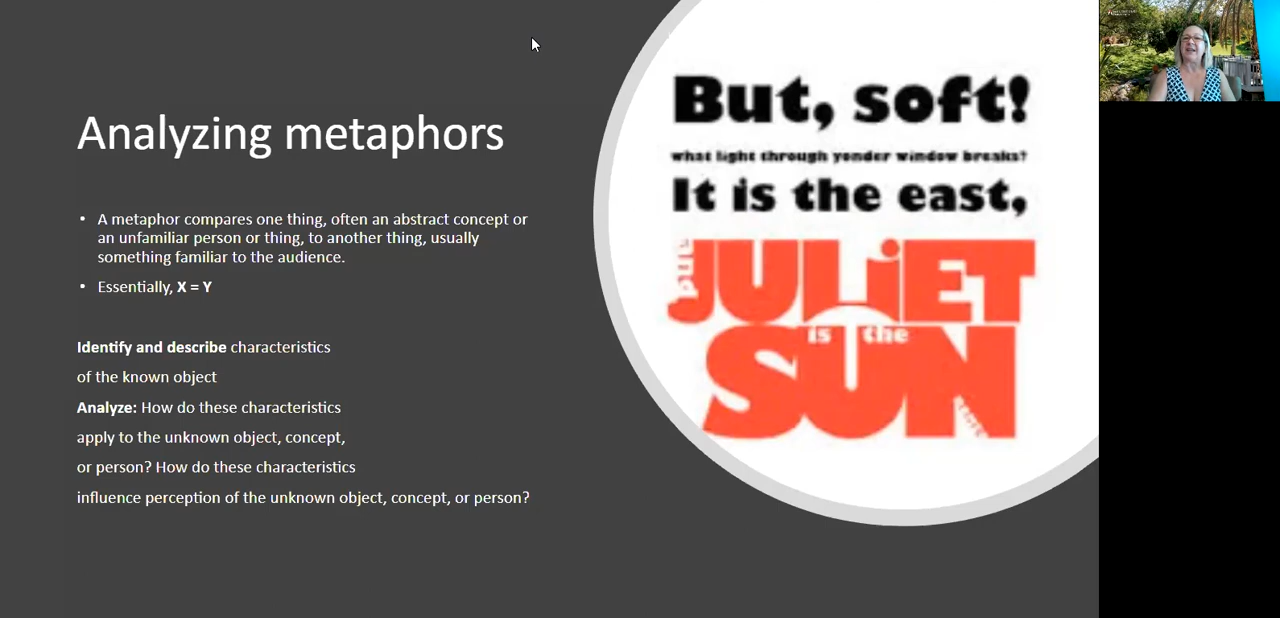 Analyzing metaphors
• A metaphor compares one thing, often an abstract concept or
an unfamiliar person or thing, to another thing, usually
something familiar to the audience.
• Essentially, X = Y
Identify and describe characteristics
of the known object
Analyze: How do these characteristics
apply to the unknown object, concept,
or person? How do these characteristics
influence perception of the unknown object, concept, or person?
But, soft!
what light through yonder window breaks?
It is the east,
and
JULiET
is the
SUN